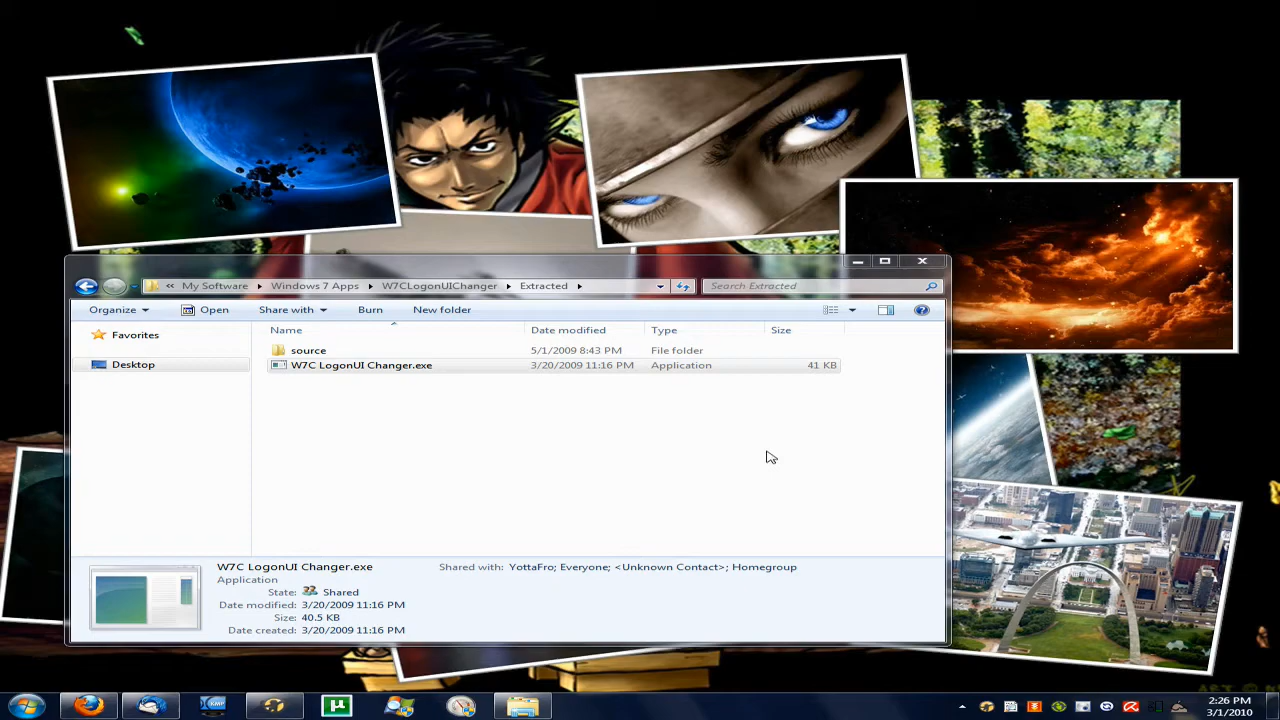 « My Software ▸ Windows 7 Apps ▸ W7CLogonUIChanger ▸ Extracted ▸ Search Extracted
Organize Open Share with Burn New folder
Favorites
Desktop
Name Date modified Type Size
source 5/1/2009 8:43 PM File folder
W7C LogonUI Changer.exe 3/20/2009 11:16 PM Application 41 KB
W7C LogonUI Changer.exe Shared with: YottaFro; Everyone; <Unknown Contact>; Homegroup
Application
State: Shared
Date modified: 3/20/2009 11:16 PM
Size: 40.5 KB
Date created: 3/20/2009 11:16 PM
KMP
µ
2:26 PM
3/1/2010